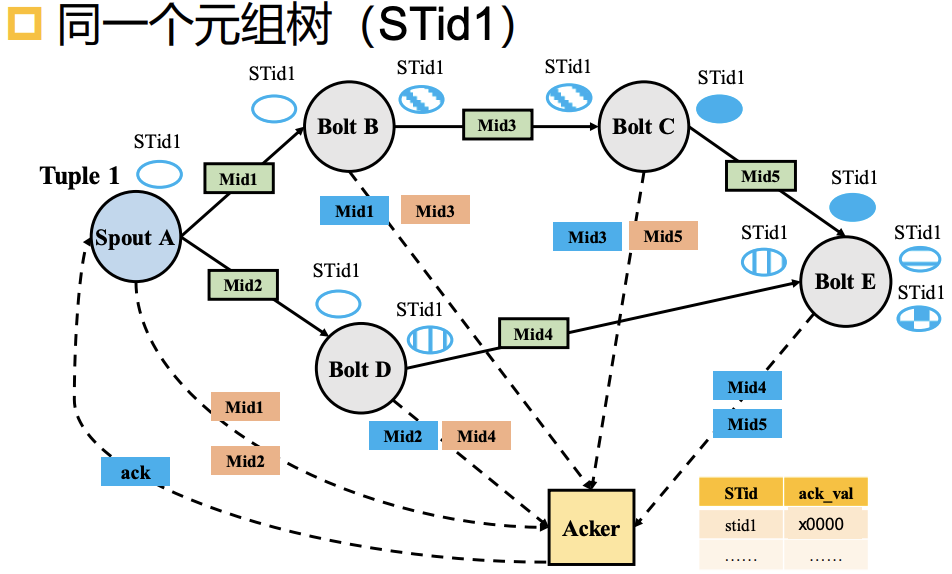 同一个元组树（STid1）
STid1
STid1
STid1
STid1
Bolt B
Mid3
Bolt C
STid1
Tuple 1
Mid1
Mid5
STid1
Mid1
Mid3
Mid3
Mid5
Spout A
STid1
STid1
STid1
Mid2
Bolt E
STid1
STid1
Mid4
Bolt D
Mid1
Mid4
Mid2
Mid4
Mid5
Mid2
ack
Acker
STid ack_val
stid1 x0000
...... ......